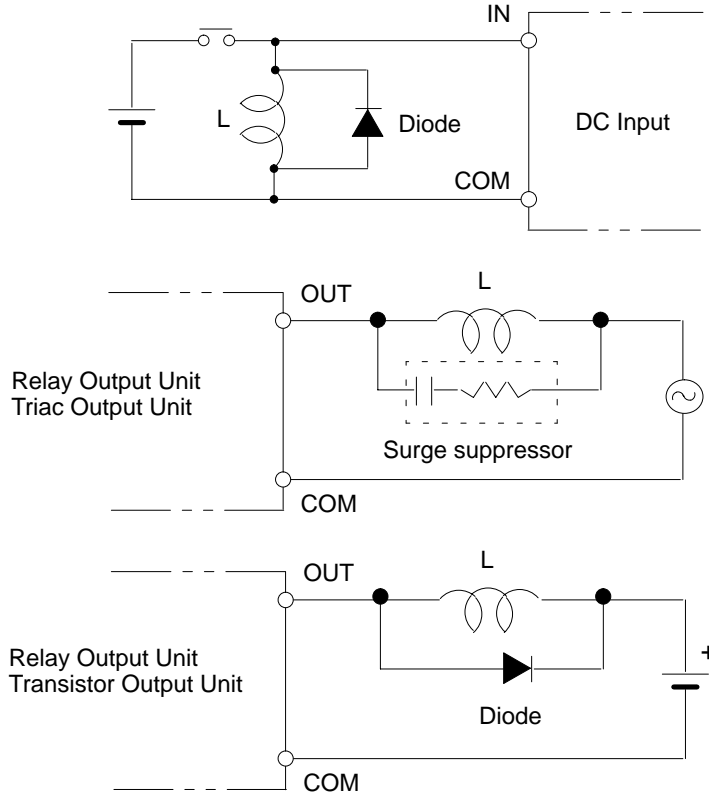 IN
L
Diode
DC Input
COM
OUT
L
Relay Output Unit
Triac Output Unit
Surge suppressor
COM
OUT
L
+
Relay Output Unit
Transistor Output Unit
Diode
COM